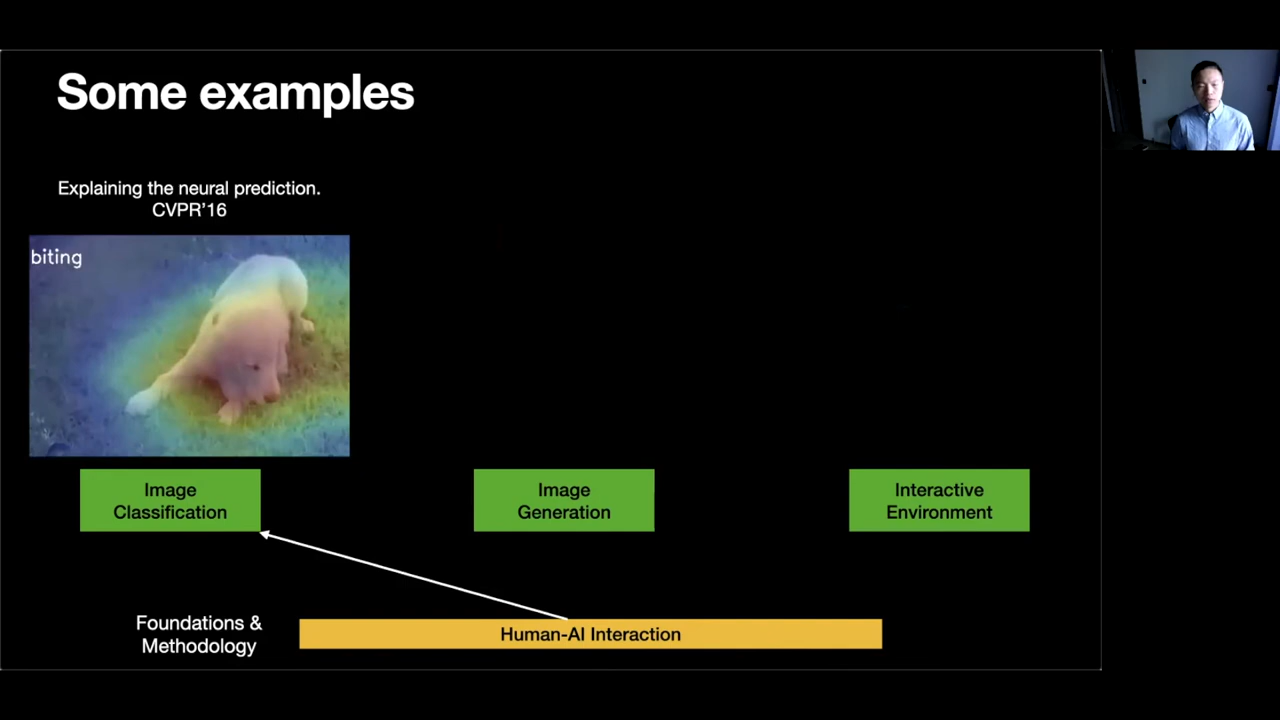 Some examples
Explaining the neural prediction.
CVPR’16
biting
Image
Classification
Image
Generation
Interactive
Environment
Foundations &
Methodology
Human-AI Interaction